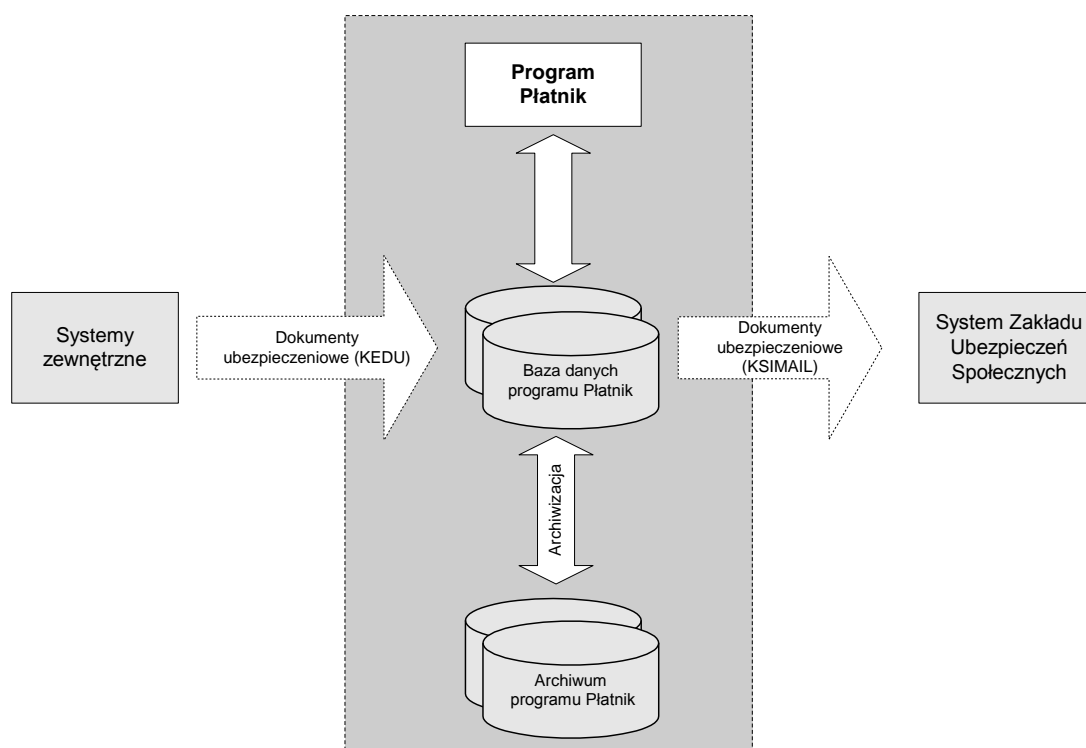 Program
Płatnik
Systemy
zewnętrzne
Dokumenty
ubezpieczeniowe (KEDU)
Baza danych
programu Płatnik
Dokumenty
ubezpieczeniowe
(KSIMAIL)
System Zakładu
Ubezpieczeń
Społecznych
Archiwizacja
Archiwum
programu Płatnik